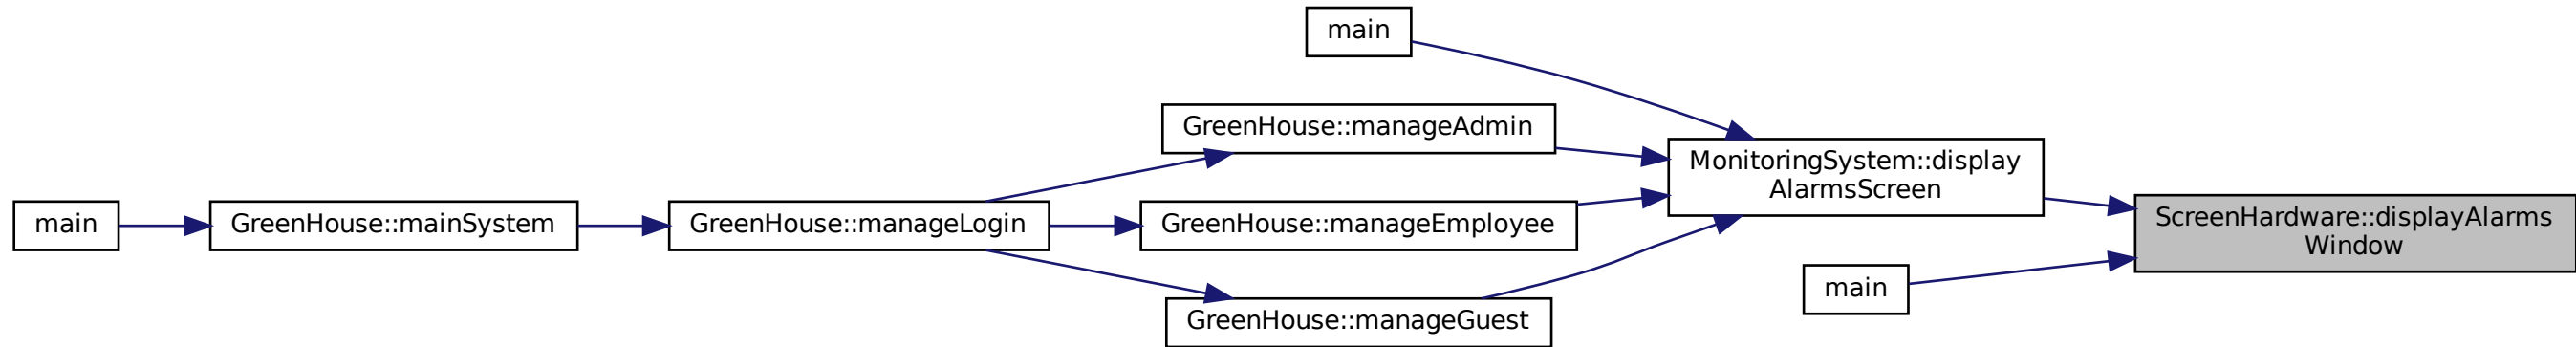 main
GreenHouse::manageAdmin
MonitoringSystem::display
AlarmsScreen
main
GreenHouse::mainSystem
GreenHouse::manageLogin
GreenHouse::manageEmployee
ScreenHardware::displayAlarms
Window
main
GreenHouse::manageGuest